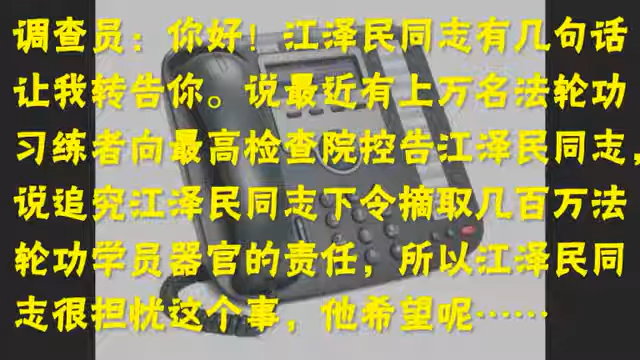 调查员：你好！江泽民同志有几句话
让我转告你。说最近有上万名法轮功
习练者向最高检查院控告江泽民同志，
说追究江泽民同志下令摘取几百万法
轮功学员器官的责任，所以江泽民同
志很担忧这个事，他希望呢……